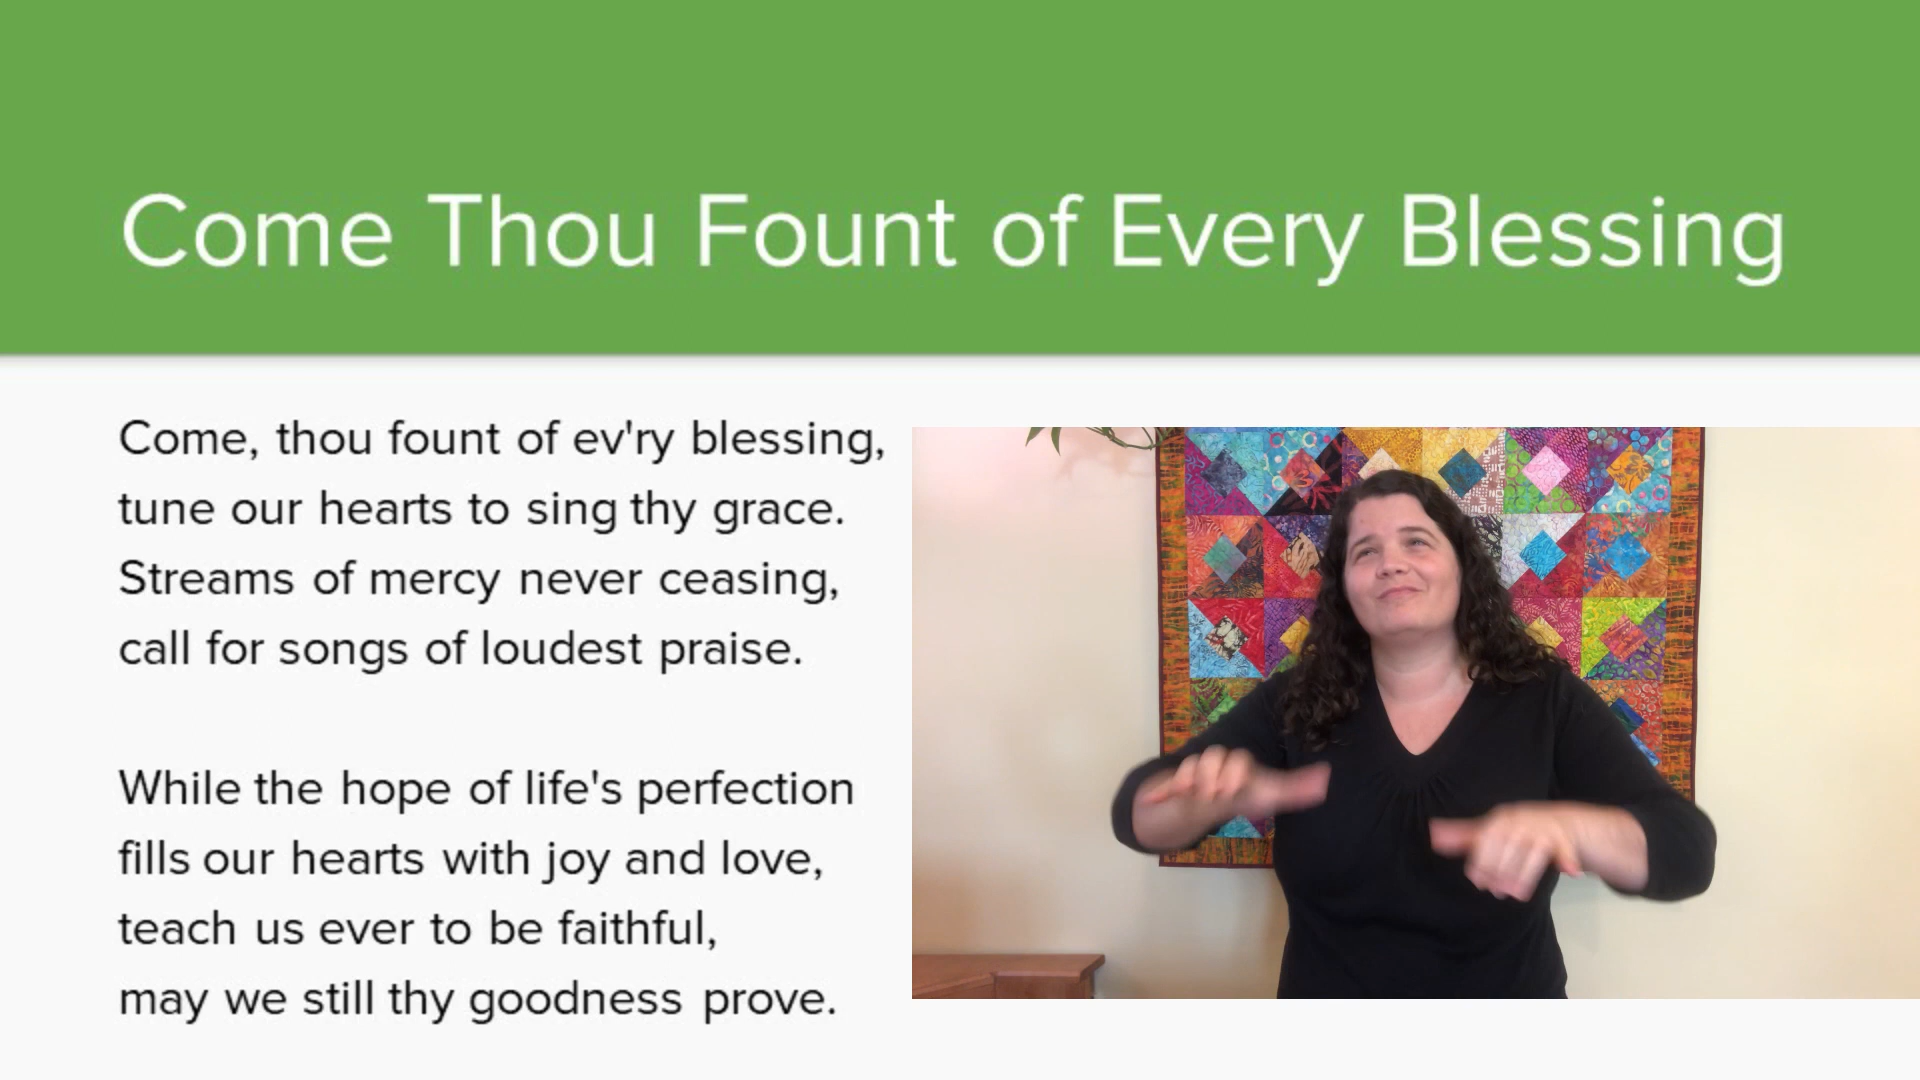 Come Thou Fount of Every Blessing
Come, thou fount of ev'ry blessing,
tune our hearts to sing thy grace.
Streams of mercy never ceasing,
call for songs of loudest praise.
While the hope of life's perfection
fills our hearts with joy and love,
teach us ever to be faithful,
may we still thy goodness prove.